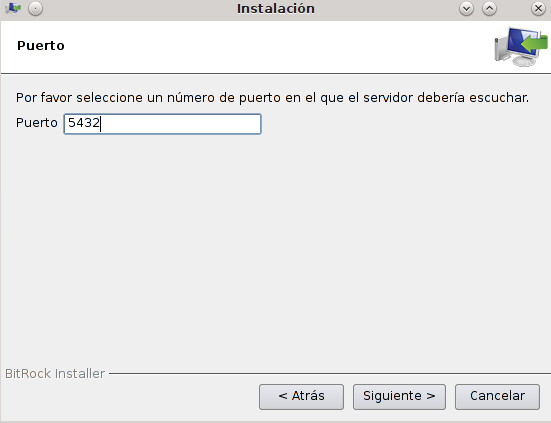 Instalación
Puerto
Por favor seleccione un número de puerto en el que el servidor debería escuchar.
Puerto 5432
BitRock Installer
< Atrás Siguiente > Cancelar